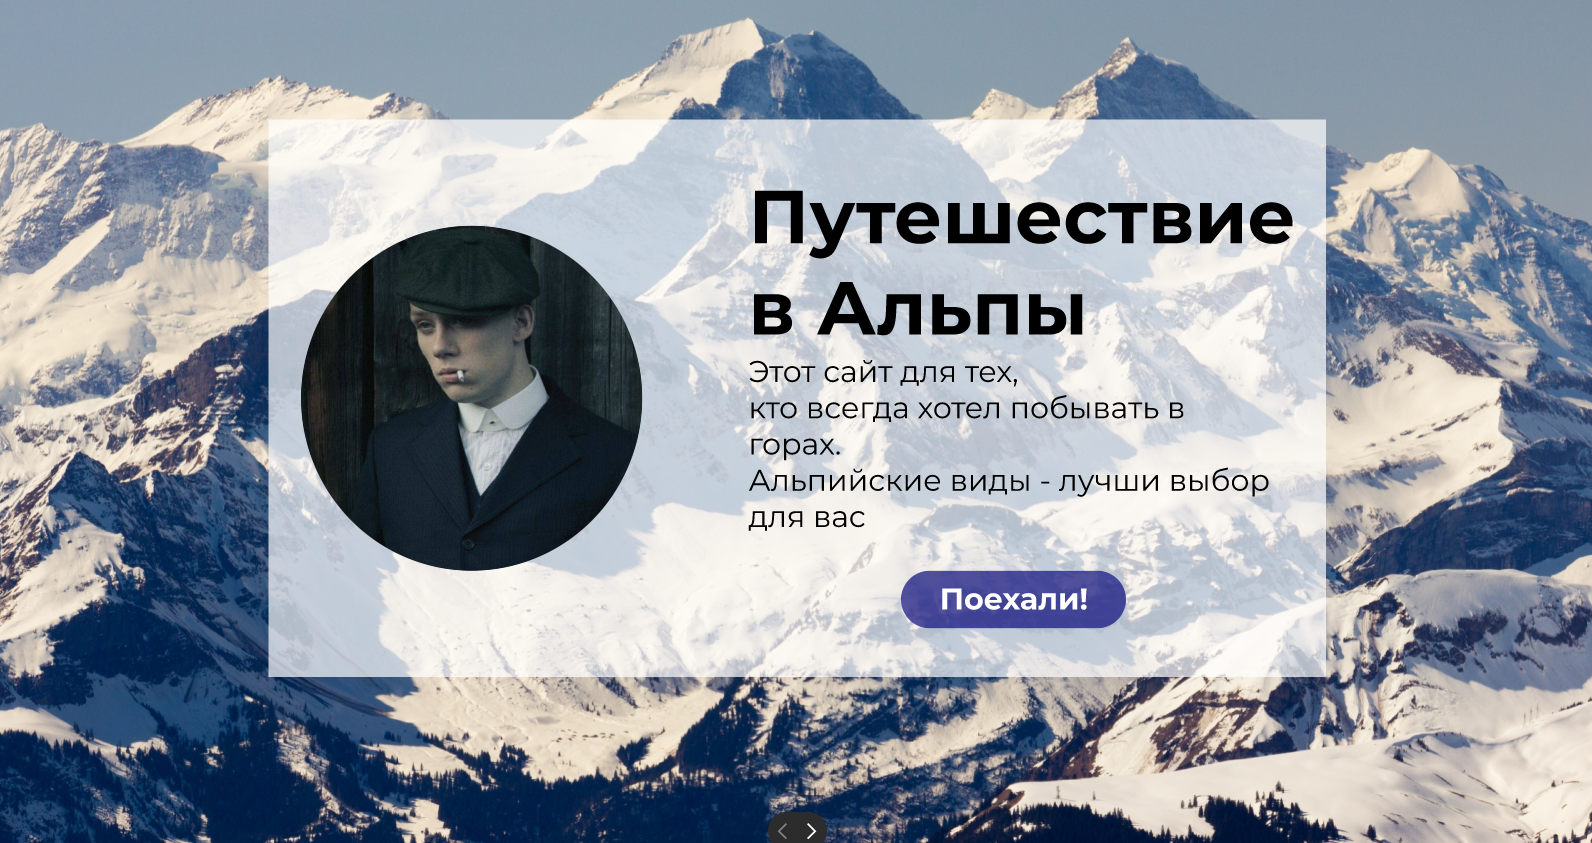 Путешествие
в Альпы
Этот сайт для тех,
кто всегда хотел побывать в
горах.
Альпийские виды - лучши выбор
для вас
Поехали!